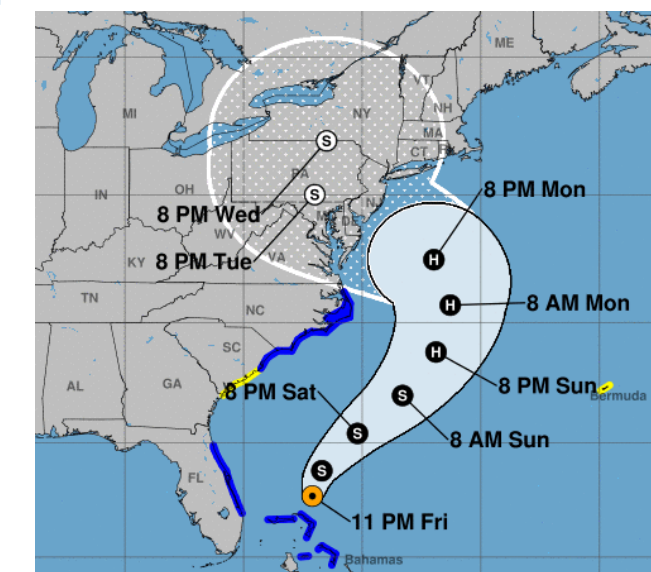 ME
VT
MI
NY
NH
MA
CT
R
S
PA
IN
OH
S
8 PM Mon
NJ
8 PM Wed
M
DE
WV
8 PM Tue
VA
KY
H
TN
H
8 AM Mon
NC
SC
H
AL
GA
8 PM Sat
8 PM Sun
Bermuda
S
8 AM Sun
S
FL
S
11 PM Fri
Bahamas